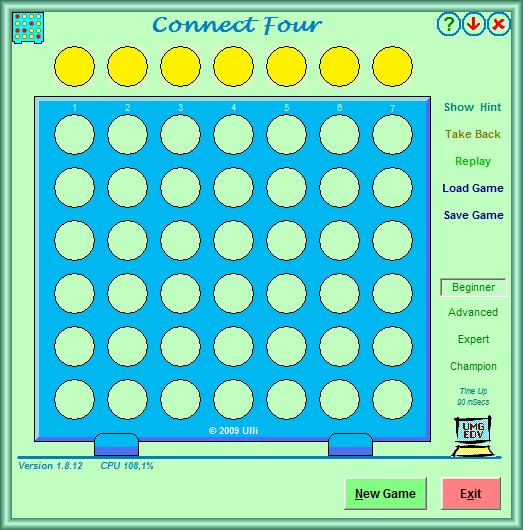 Connect Four
?
1 2 3 4 5 6 7
Show Hint
Take Back
Replay
Load Game
Save Game
Beginner
Advanced
Expert
Champion
Time Up
90 mSecs
UMG
EDV
© 2009 Ulli
Version 1.8.12 CPU 108,1%
New Game Exit